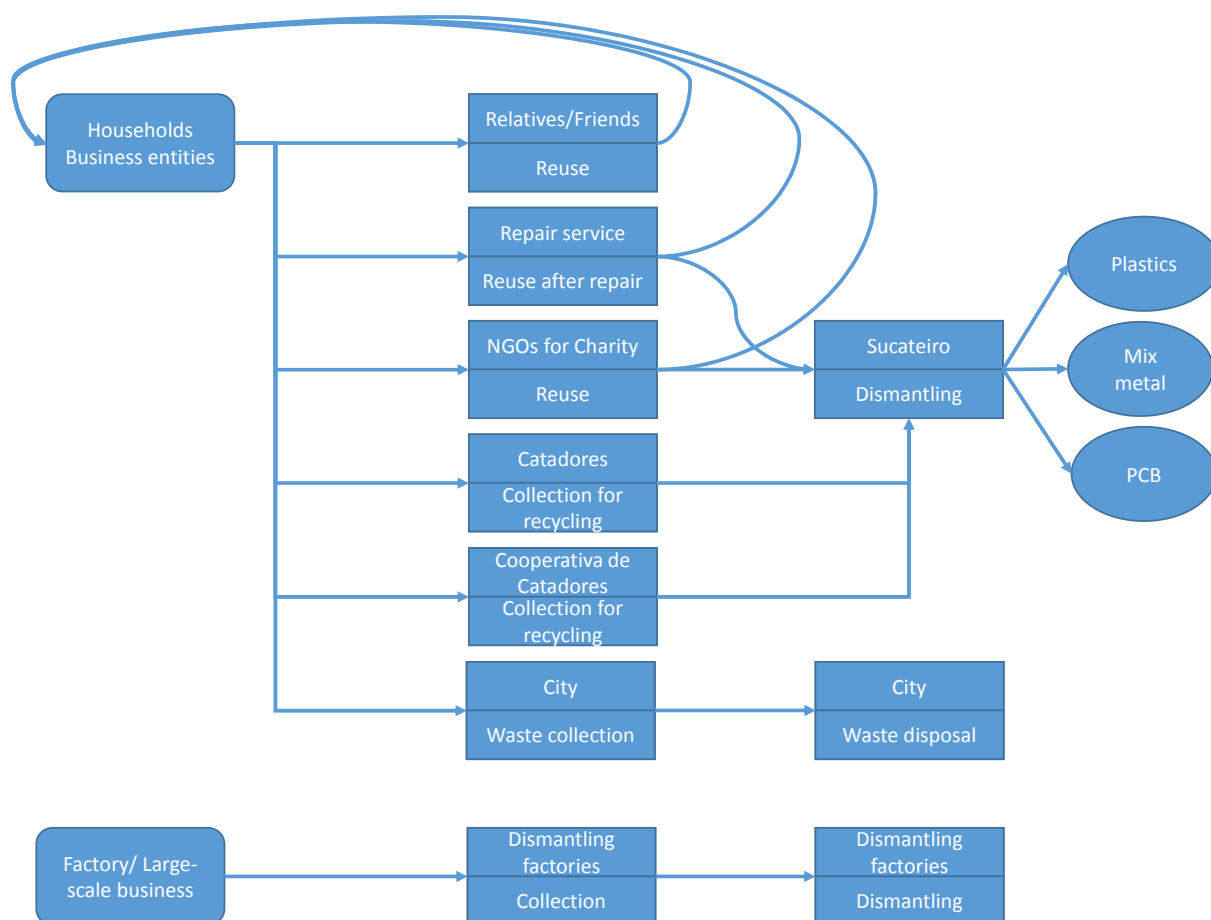 Households
Business entities
Relatives/Friends
Reuse
Repair service
Reuse after repair
NGOs for Charity
Reuse
Catadores
Collection for
recycling
Cooperativa de
Catadores
Collection for
recycling
City
Waste collection
Sucateiro
Dismantling
City
Waste disposal
Plastics
Mix
metal
PCB
Factory/ Large-
scale business
Dismantling
factories
Collection
Dismantling
factories
Dismantling